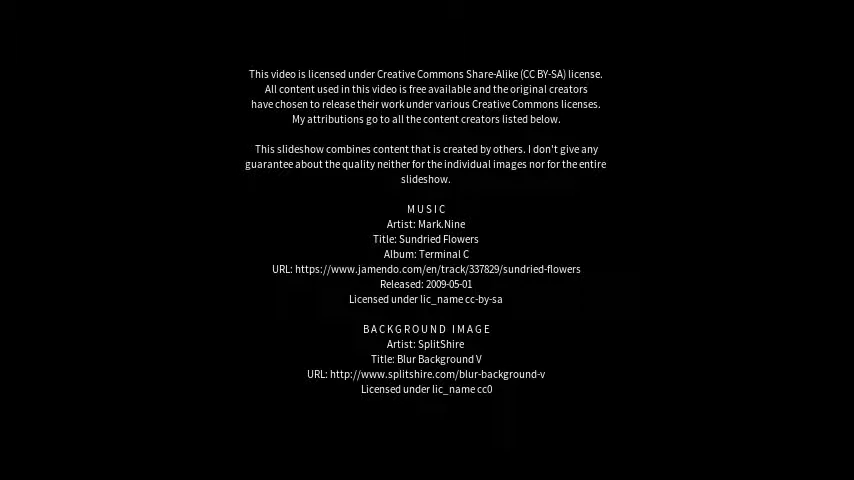 This video is licensed under Creative Commons Share-Alike (CC BY-SA) license.
All content used in this video is free available and the original creators
have chosen to release their work under various Creative Commons licenses.
My attributions go to all the content creators listed below.
This slideshow combines content that is created by others. I don't give any
guarantee about the quality neither for the individual images nor for the entire
slideshow.
MUSIC
Artist: Mark.Nine
Title: Sundried Flowers
Album: Terminal C
URL: https://www.jamendo.com/en/track/337829/sundried-flowers
Released: 2009-05-01
Licensed under lic_name cc-by-sa
BACKGROUND IMAGE
Artist: SplitShire
Title: Blur Background V
URL: http://www.splitshire.com/blur-background-v
Licensed under lic_name cc0